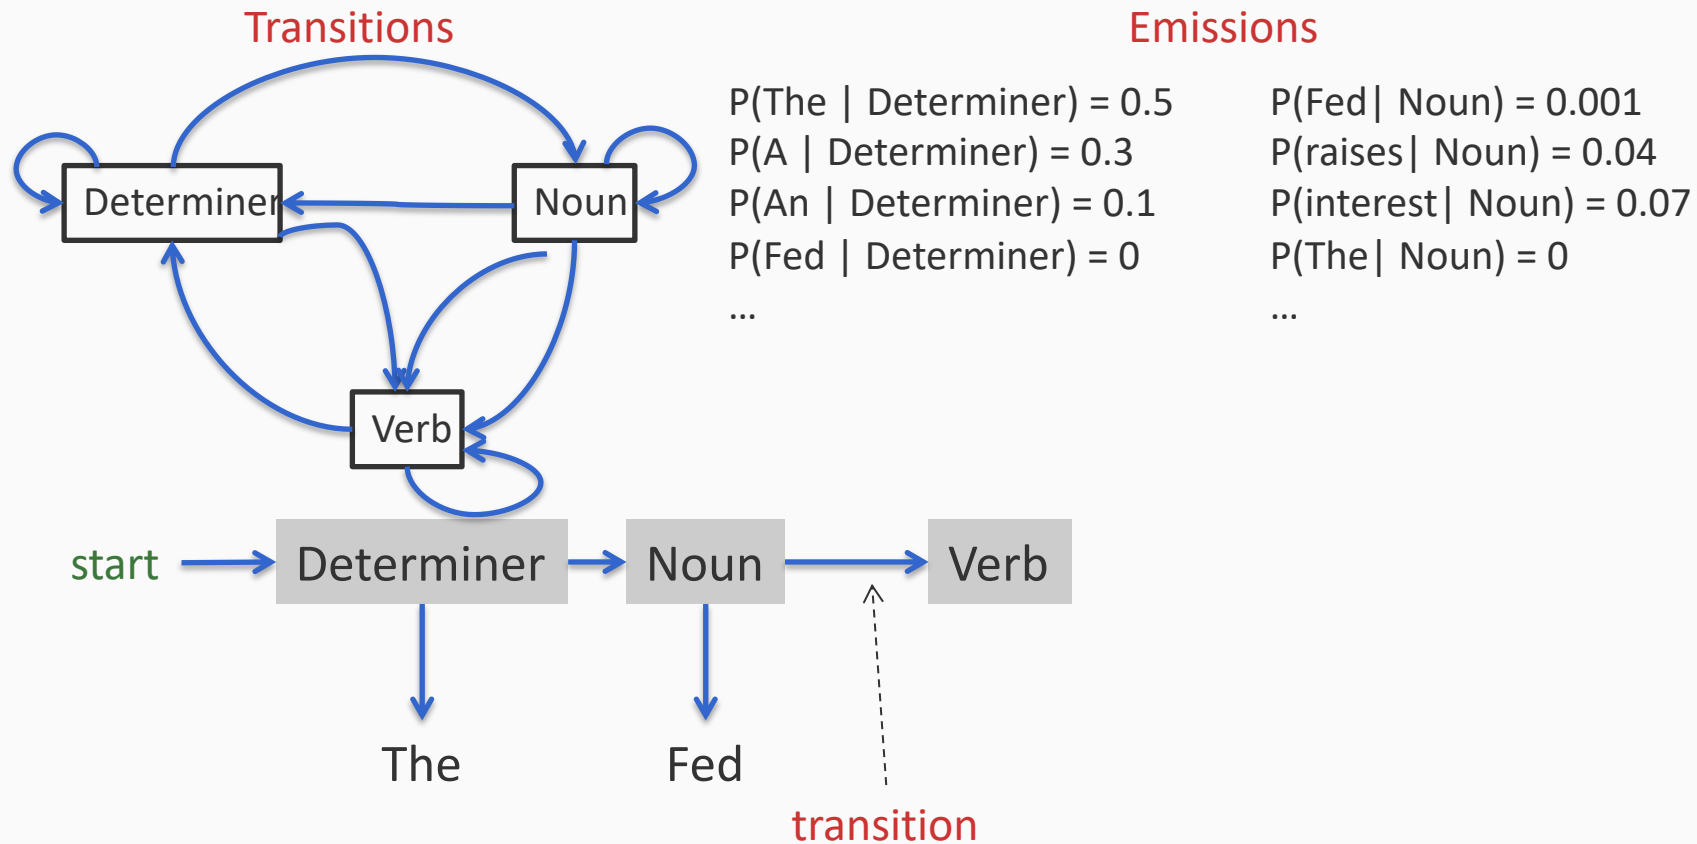 Transitions
Emissions
P(The | Determiner) = 0.5
P(A | Determiner) = 0.3
P(An | Determiner) = 0.1
P(Fed | Determiner) = 0
...
P(Fed| Noun) = 0.001
P(raises| Noun) = 0.04
P(interest| Noun) = 0.07
P(The| Noun) = 0
...
Determiner
Noun
Verb
start
Determiner
Noun
Verb
The
Fed
transition